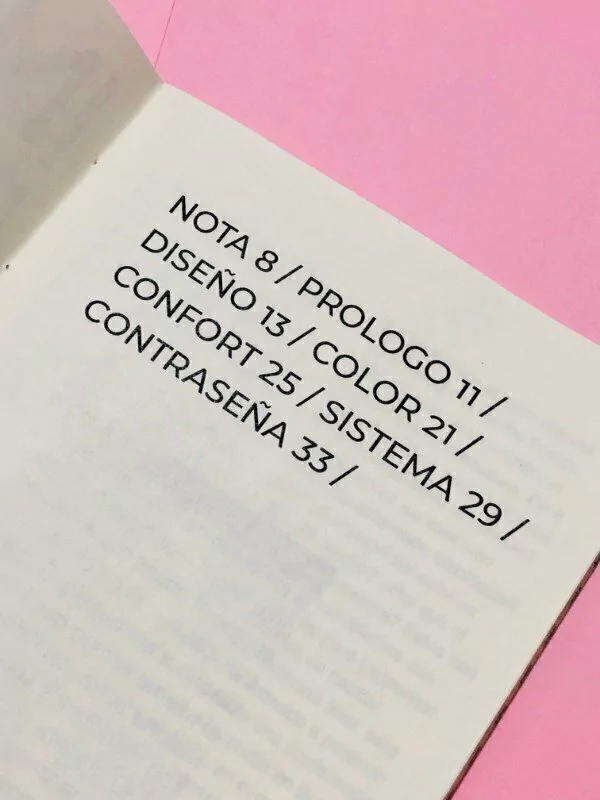 NOTA 8 / PROLOGO 11 /
DISEÑO 13 / COLOR 21 /
CONFORT 25 / SISTEMA 29 /
CONTRASEÑA 33 /